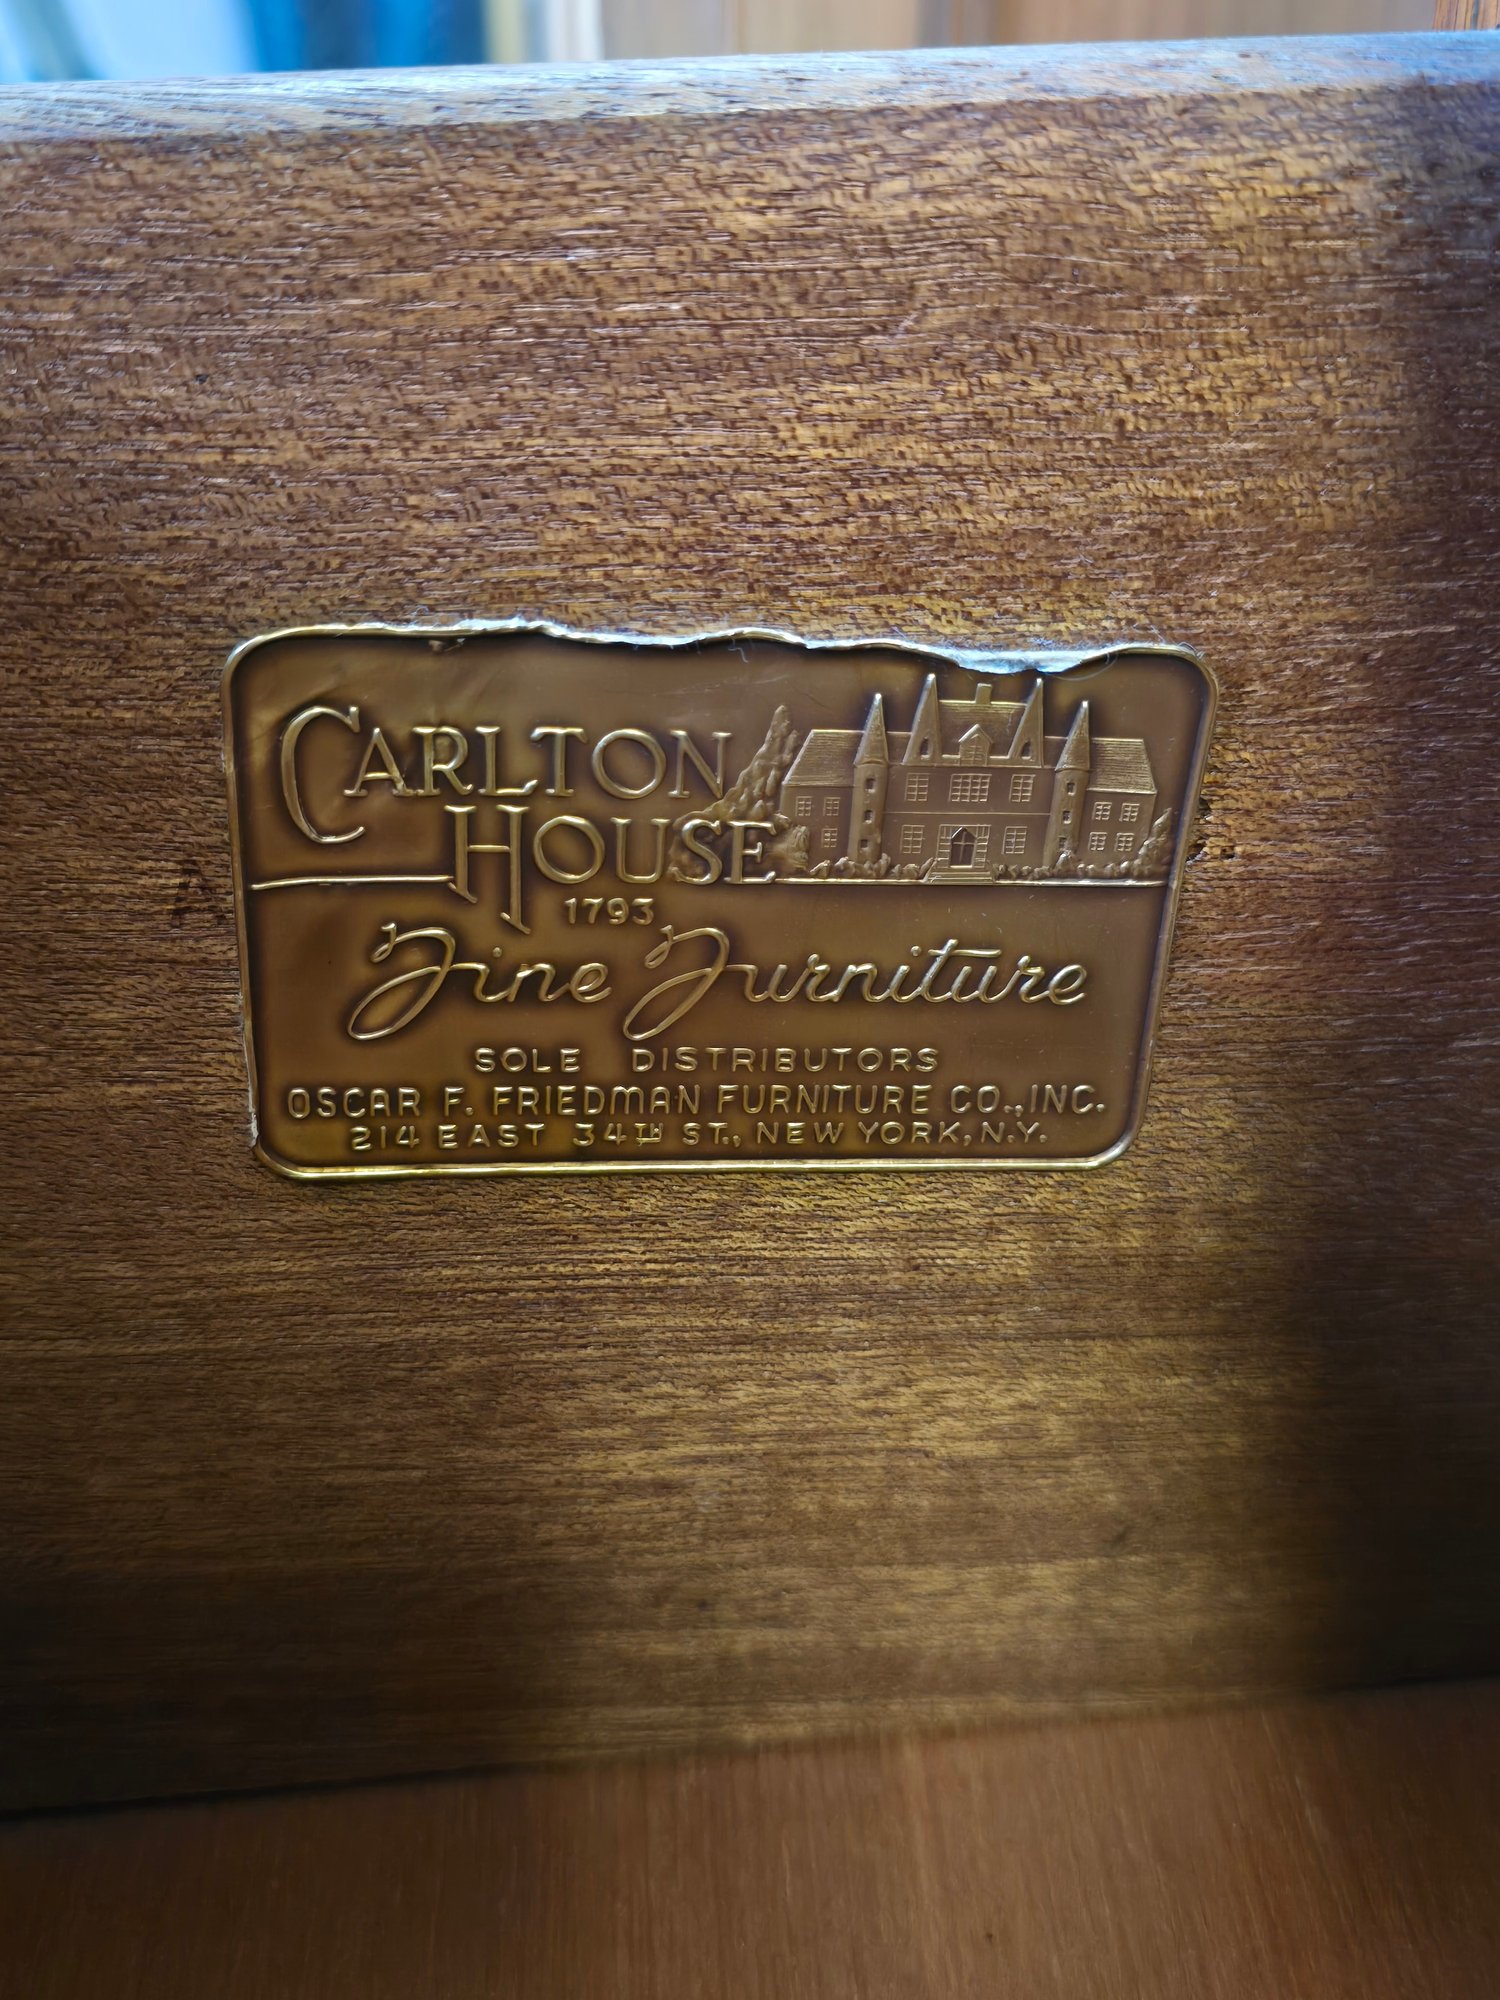 CARLTON
HOUSE
1793
Fine Furniture
SOLE DISTRIBUTORS
OSCAR F. FRIEDMAN FURNITURE CO., INC.
214 EAST 34TH ST., NEW YORK, N.Y.